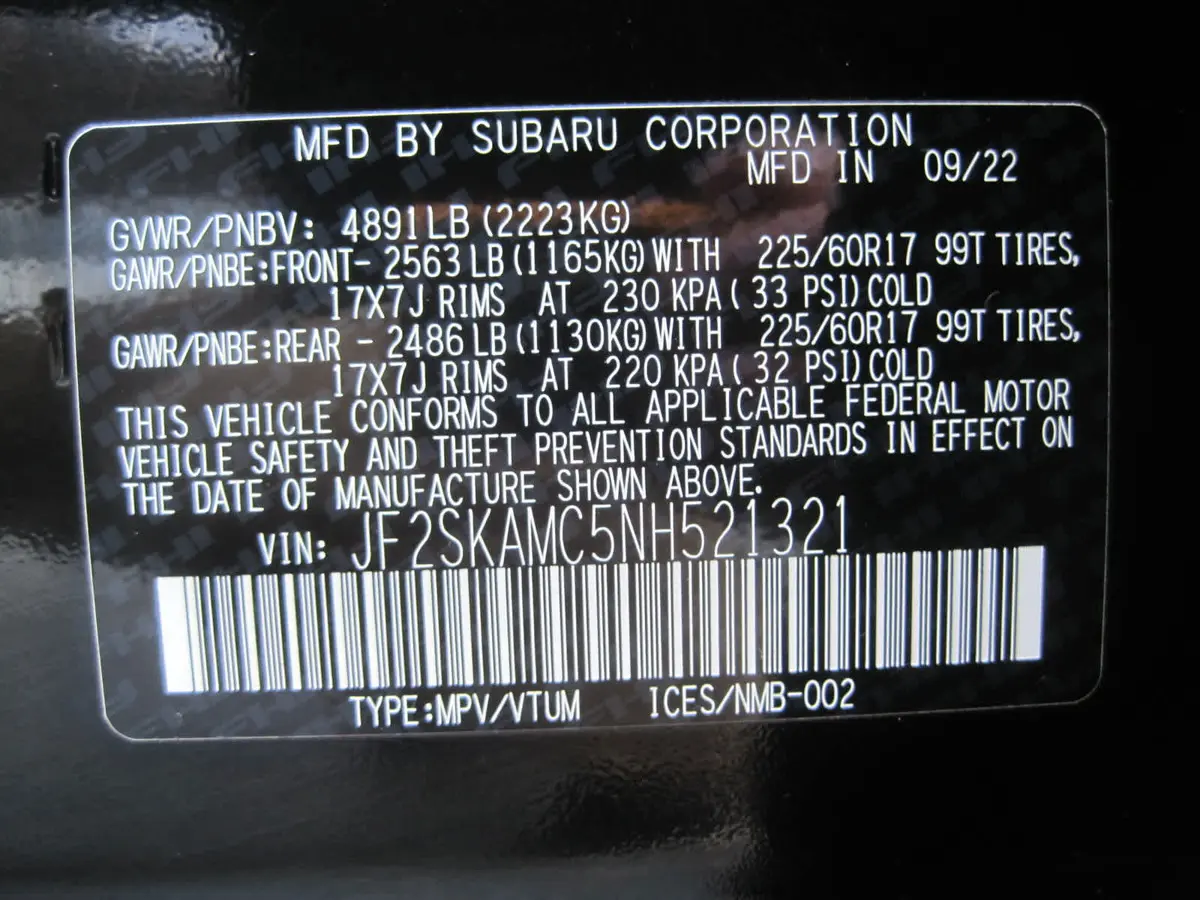 MFD BY SUBARU CORPORATION
MFD IN 09/22
GVWR/PNBV: 4891LB (2223KG)
GAWR/PNBE:FRONT- 2563 LB (1165KG) WITH 225/60R17 99T TIRES,
17X7J RIMS AT 230 KPA ( 33 PSI) COLD
GAWR/PNBE:REAR - 2486 LB (1130KG) WITH 225/60R17 99T TIRES,
17X7J RIMS AT 220 KPA ( 32 PSI) COLD
THIS VEHICLE CONFORMS TO ALL APPLICABLE FEDERAL MOTOR
VEHICLE SAFETY AND THEFT PREVENTION STANDARDS IN EFFECT ON
THE DATE OF MANUFACTURE SHOWN ABOVE.
VIN: JF2SKAMC5NH521321
TYPE:MPV/VTUM ICES/NMB-002